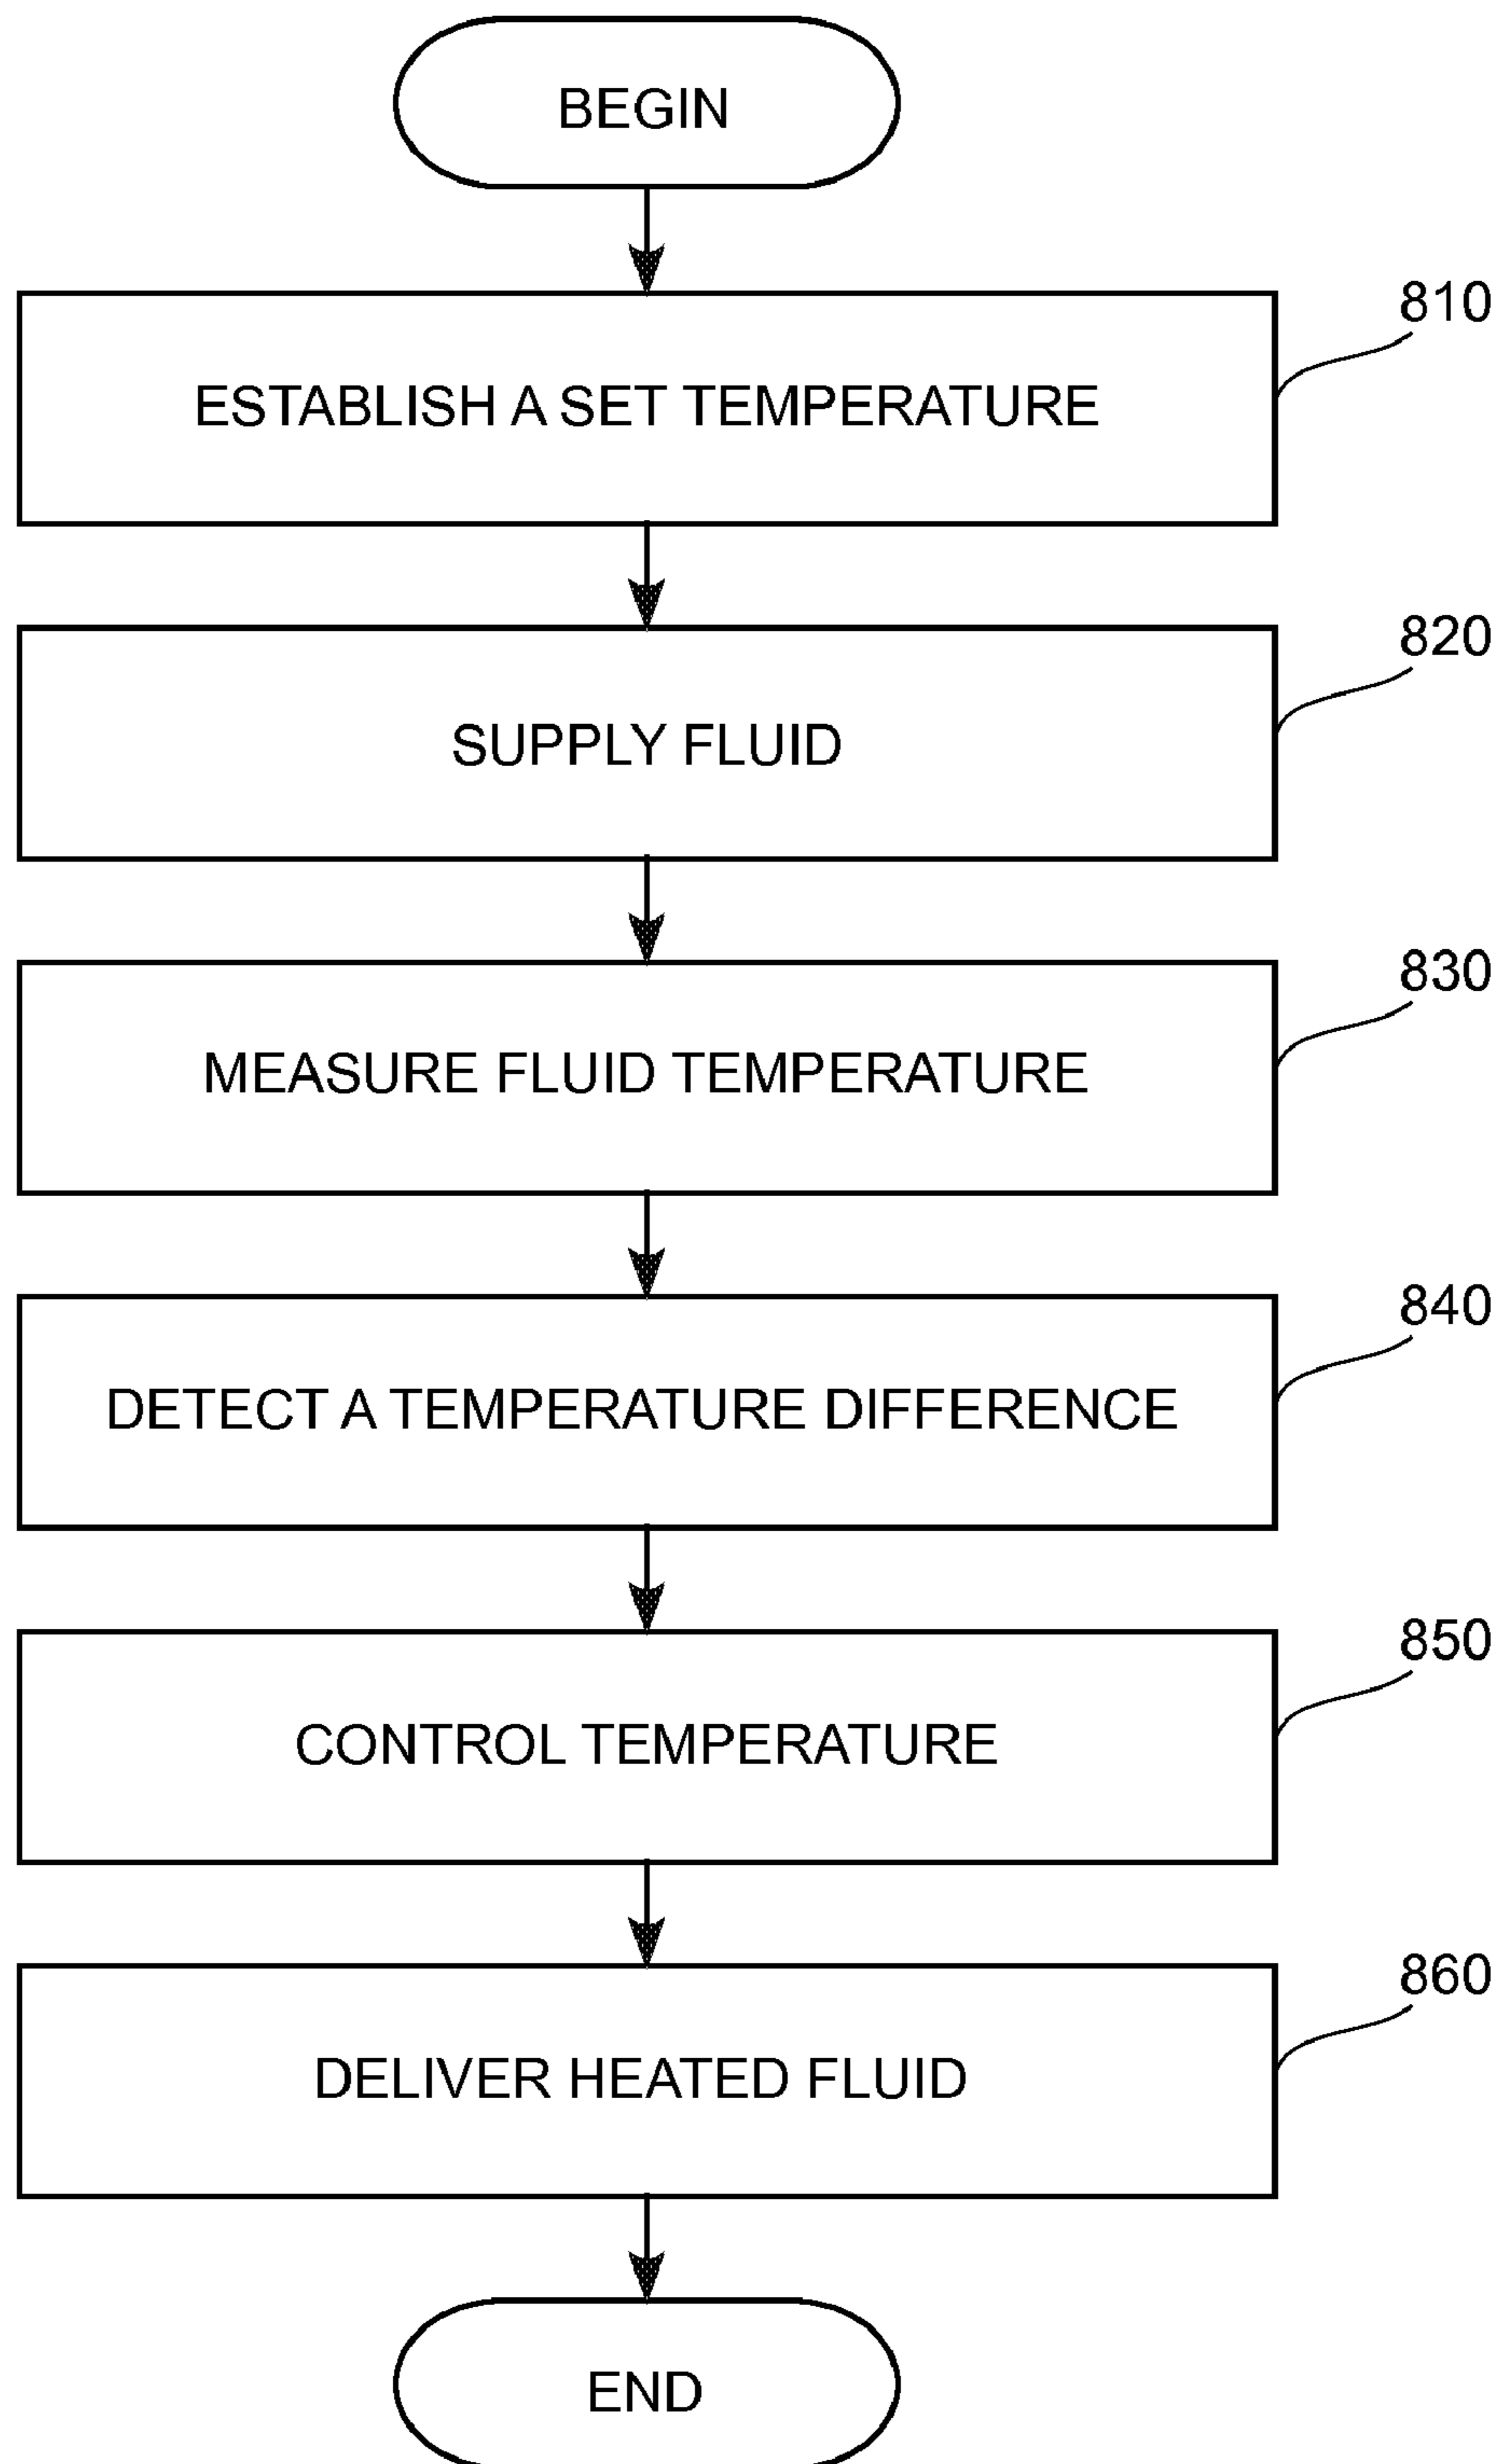 BEGIN
810
ESTABLISH A SET TEMPERATURE
820
SUPPLY FLUID
830
MEASURE FLUID TEMPERATURE
840
DETECT A TEMPERATURE DIFFERENCE
850
CONTROL TEMPERATURE
860
DELIVER HEATED FLUID
END